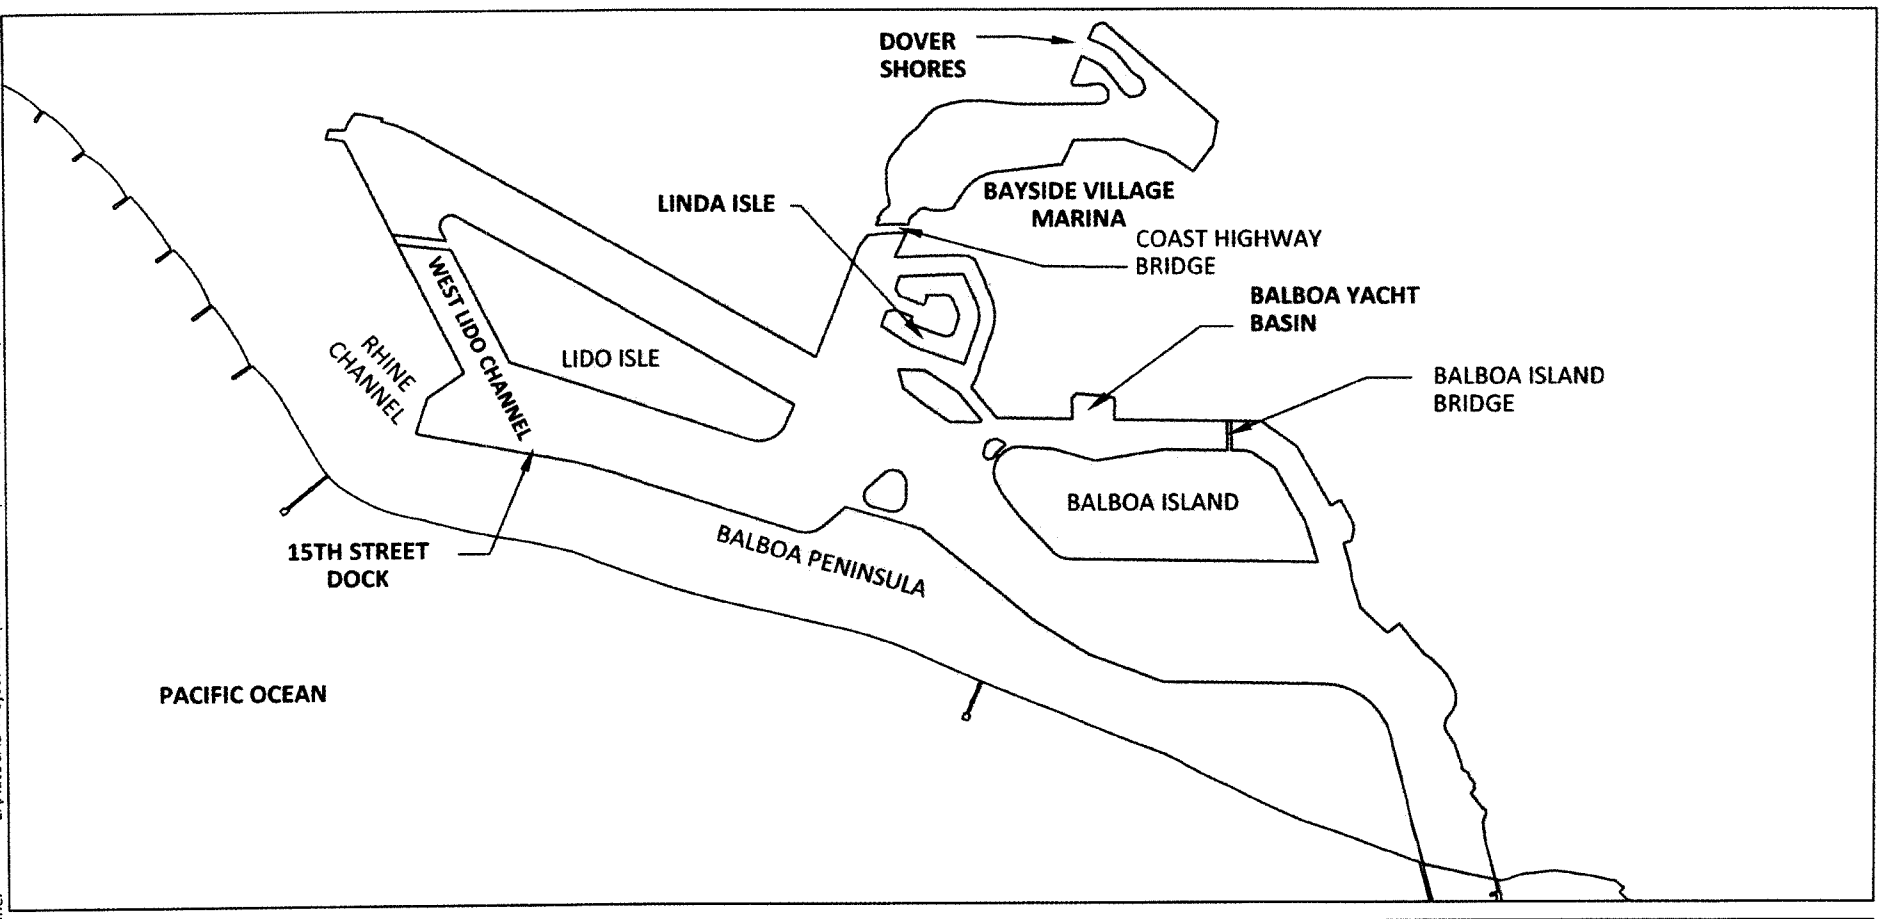 DOVER
SHORES
LINDA ISLE
BAYSIDE VILLAGE
MARINA
COAST HIGHWAY
BRIDGE
BALBOA YACHT
BASIN
WEST LIDO CHANNEL
RHINE
CHANNEL
LIDO ISLE
BALBOA ISLAND
BRIDGE
BALBOA ISLAND
15TH STREET
DOCK
BALBOA PENINSULA
PACIFIC OCEAN